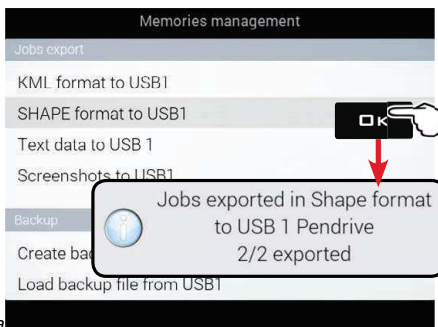 Memories management
Jobs export
KML format to USB1
SHAPE format to USB1
OK
Text data to USB 1
Screenshots to USB1
Jobs exported in Shape format
to USB 1 Pendrive
2/2 exported
Backup
Create bac
Load backup file from USB1